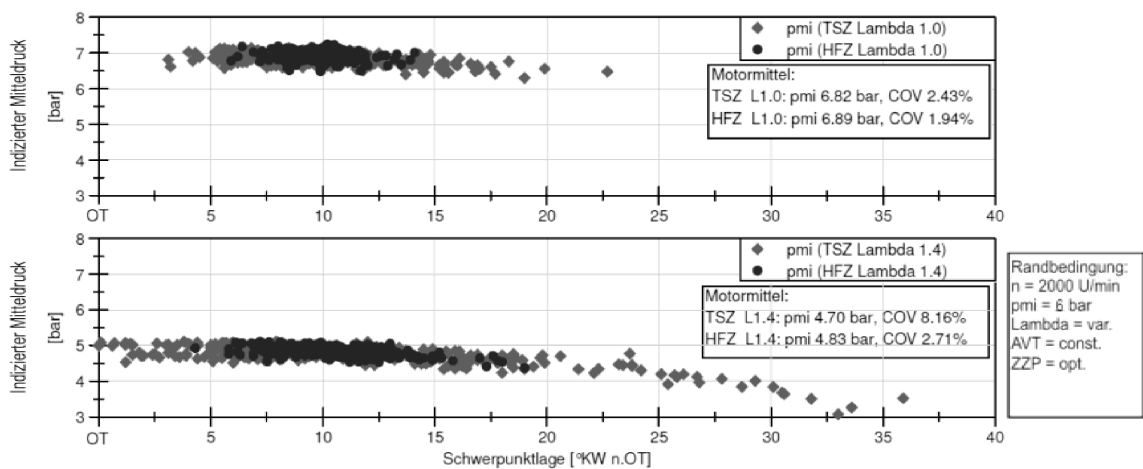 Indizierter Mitteldruck
[bar]
8
7
6
5
4
3
OT
5
10
15
20
25
30
35
40
pmi (TSZ Lambda 1.0)
pmi (HFZ Lambda 1.0)
Motormittel:
TSZ L1.0: pmi 6.82 bar, COV 2.43%
HFZ L1.0: pmi 6.89 bar, COV 1.94%
Indizierter Mitteldruck
[bar]
8
7
6
5
4
3
OT
5
10
15
20
25
30
35
40
Schwerpunktlage [°KW n.OT]
pmi (TSZ Lambda 1.4)
pmi (HFZ Lambda 1.4)
Motormittel:
TSZ L1.4: pmi 4.70 bar, COV 8.16%
HFZ L1.4: pmi 4.83 bar, COV 2.71%
Randbedingung:
n = 2000 U/min
pmi = 6 bar
Lambda = var.
AVT = const.
ZZP = opt.